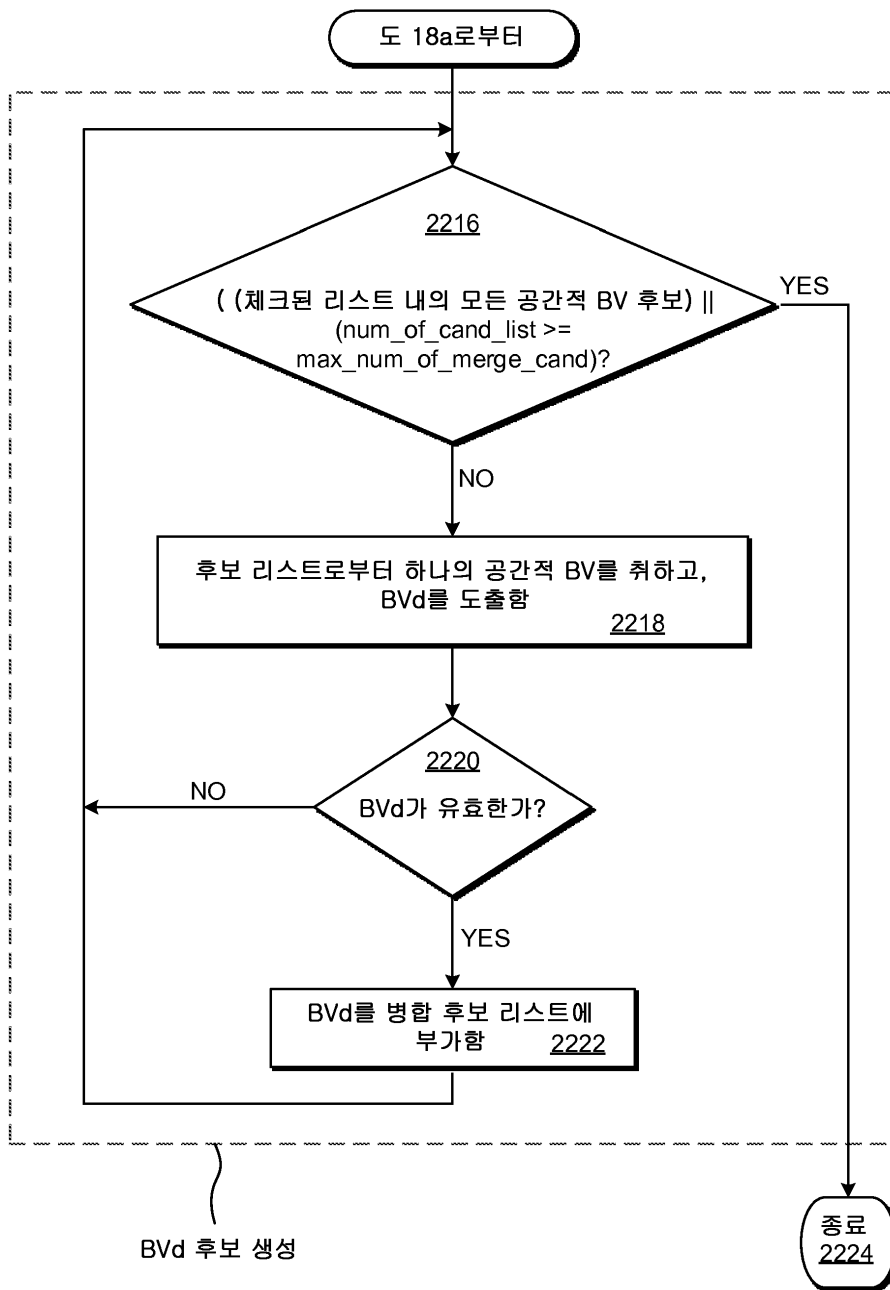 도 18a로부터
2216
( (체크된 리스트 내의 모든 공간적 BV 후보) ||
(num_of_cand_list >=
max_num_of_merge_cand)?
YES
NO
후보 리스트로부터 하나의 공간적 BV를 취하고,
BVd를 도출함
2218
2220
BVd가 유효한가?
NO
YES
BVd를 병합 후보 리스트에
부가함 2222
BVd 후보 생성
종료
2224